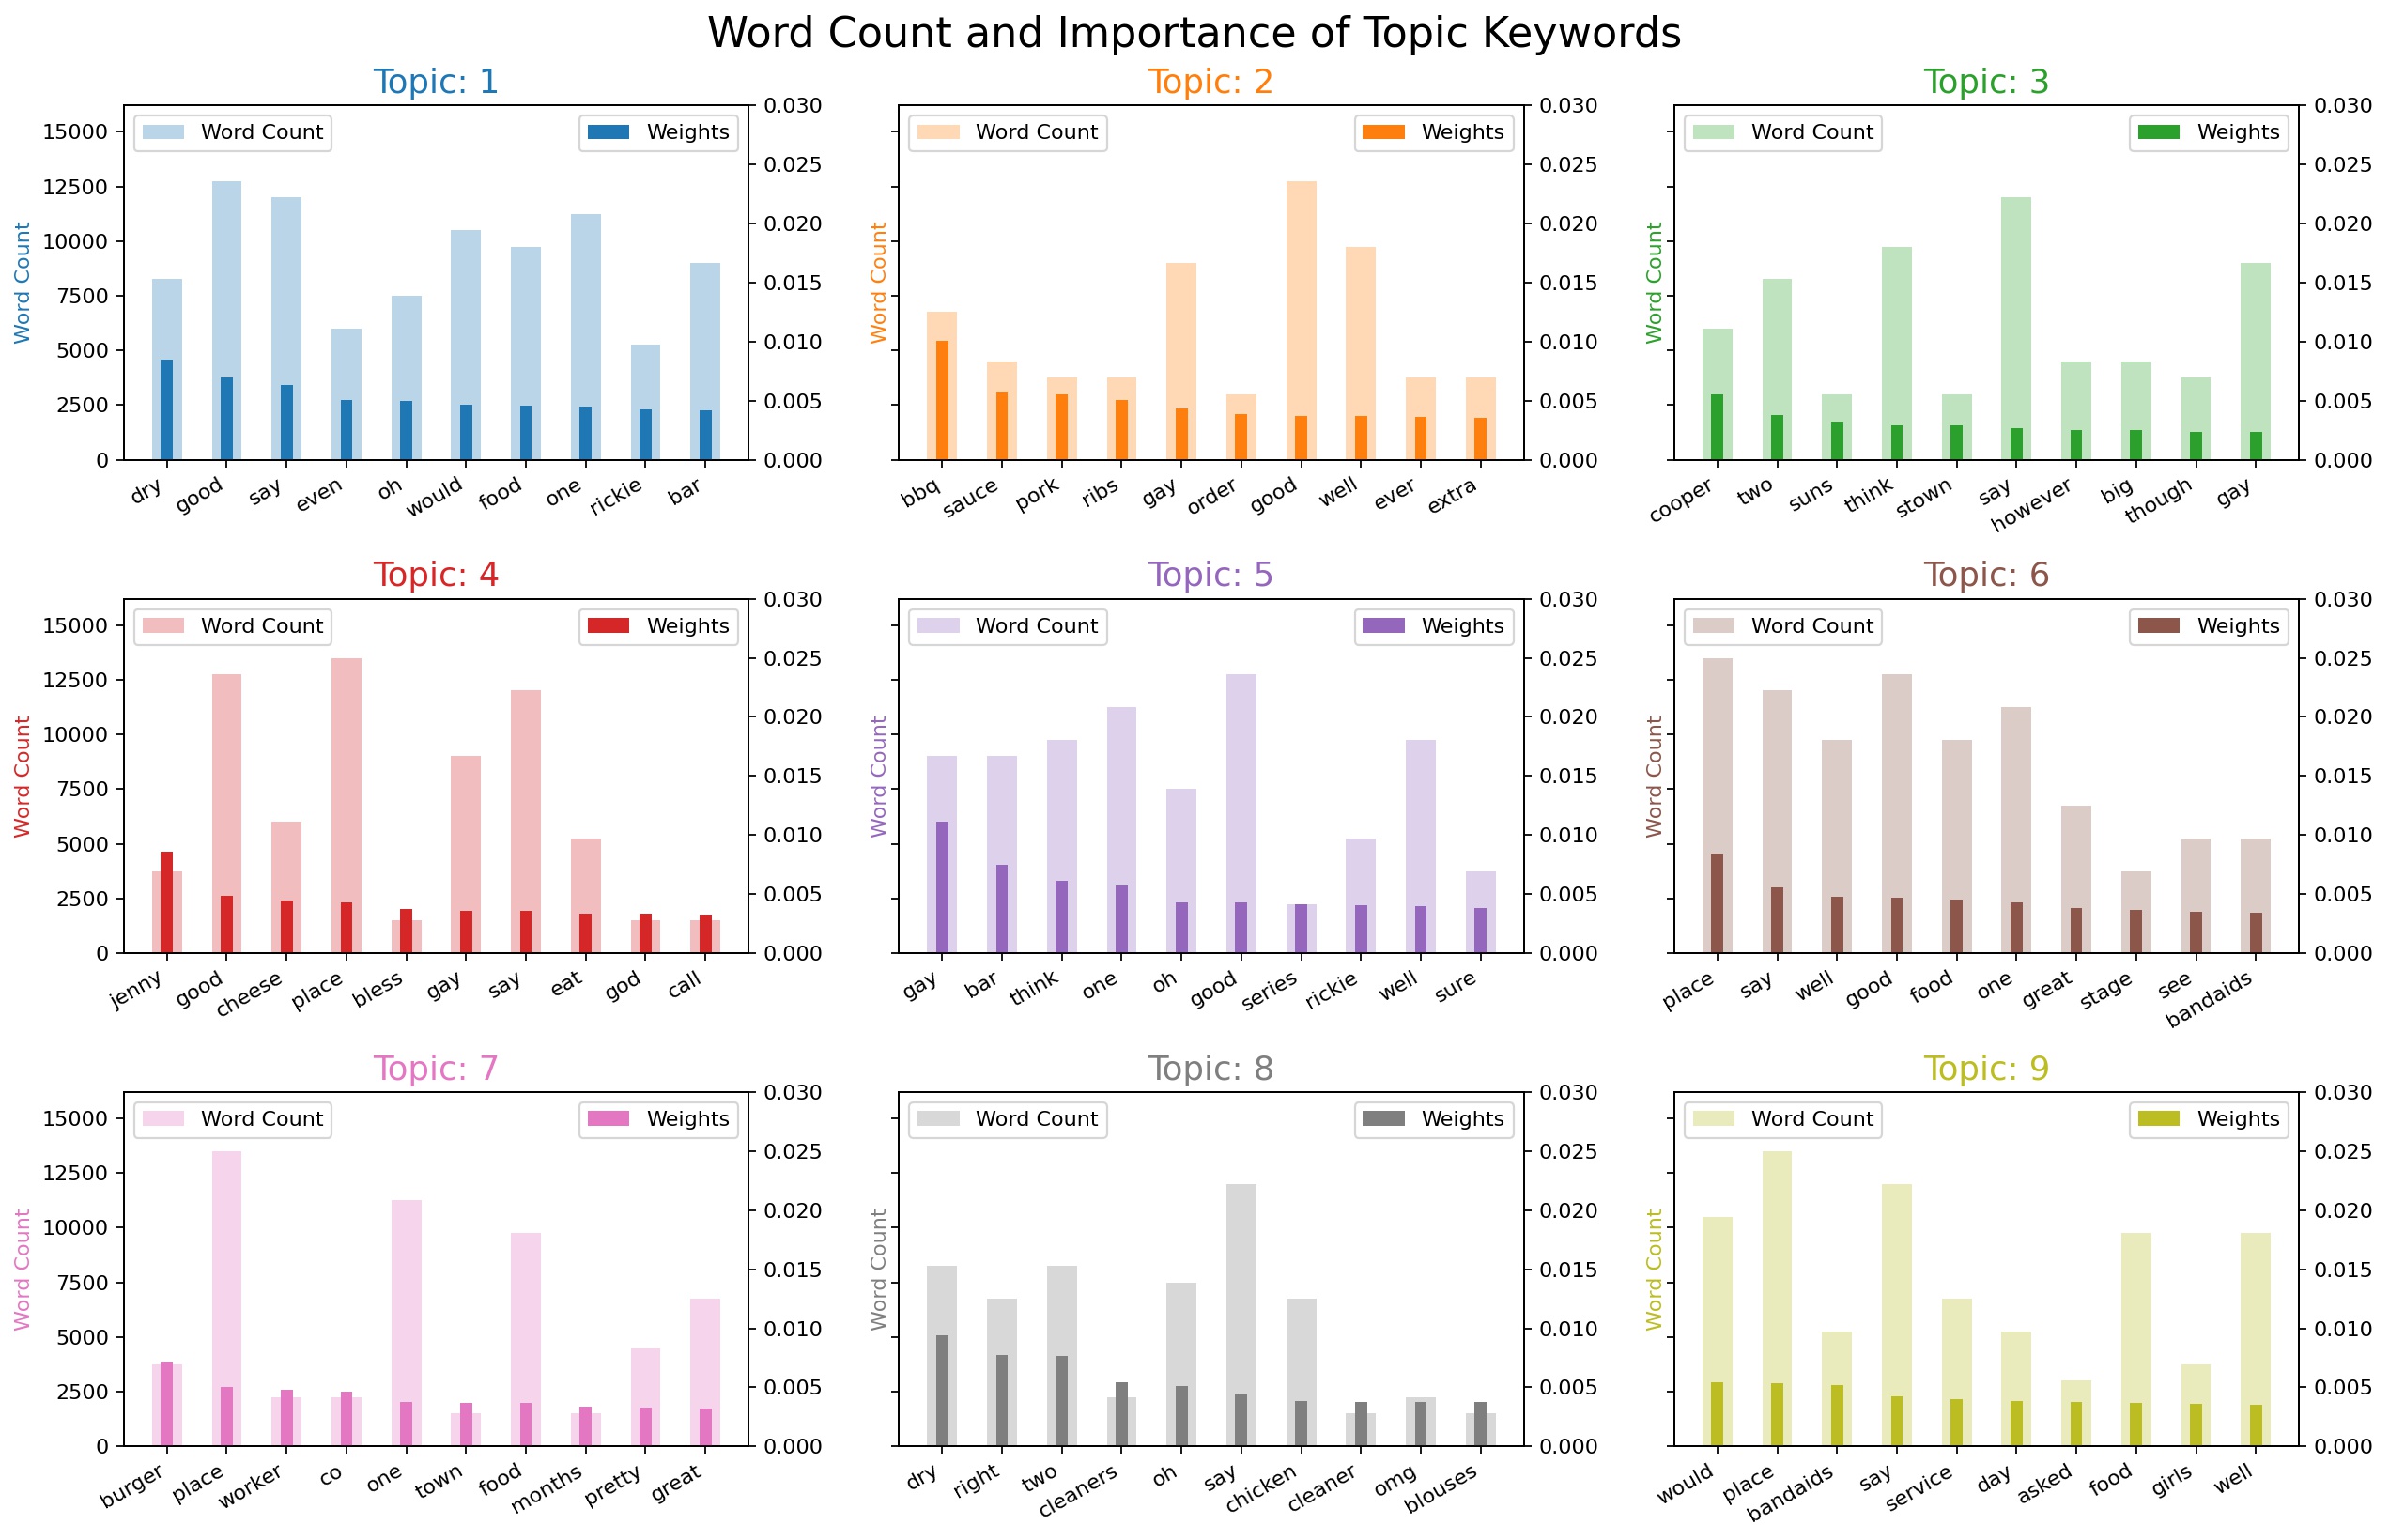 Word Count and Importance of Topic Keywords
Topic: 1
Word Count
Weights
Word Count
15000
12500
10000
7500
5000
2500
0
0.030
0.025
0.020
0.015
0.010
0.005
0.000
dry good say even oh would food one rickie bar
Topic: 2
Word Count
Weights
Word Count
0.030
0.025
0.020
0.015
0.010
0.005
0.000
bbq sauce pork ribs gay order good well ever extra
Topic: 3
Word Count
Weights
Word Count
0.030
0.025
0.020
0.015
0.010
0.005
0.000
cooper two suns think stown say however big though gay
Topic: 4
Word Count
Weights
Word Count
15000
12500
10000
7500
5000
2500
0
0.030
0.025
0.020
0.015
0.010
0.005
0.000
jenny good cheese place bless gay say eat god call
Topic: 5
Word Count
Weights
Word Count
0.030
0.025
0.020
0.015
0.010
0.005
0.000
gay bar think one oh good series rickie well sure
Topic: 6
Word Count
Weights
Word Count
0.030
0.025
0.020
0.015
0.010
0.005
0.000
place say well good food one great stage see bandaids
Topic: 7
Word Count
Weights
Word Count
15000
12500
10000
7500
5000
2500
0
0.030
0.025
0.020
0.015
0.010
0.005
0.000
burger place worker co one town food months pretty great
Topic: 8
Word Count
Weights
Word Count
0.030
0.025
0.020
0.015
0.010
0.005
0.000
dry right two cleaners oh say chicken cleaner omg blouses
Topic: 9
Word Count
Weights
Word Count
0.030
0.025
0.020
0.015
0.010
0.005
0.000
would place bandaids say service day asked food girls well